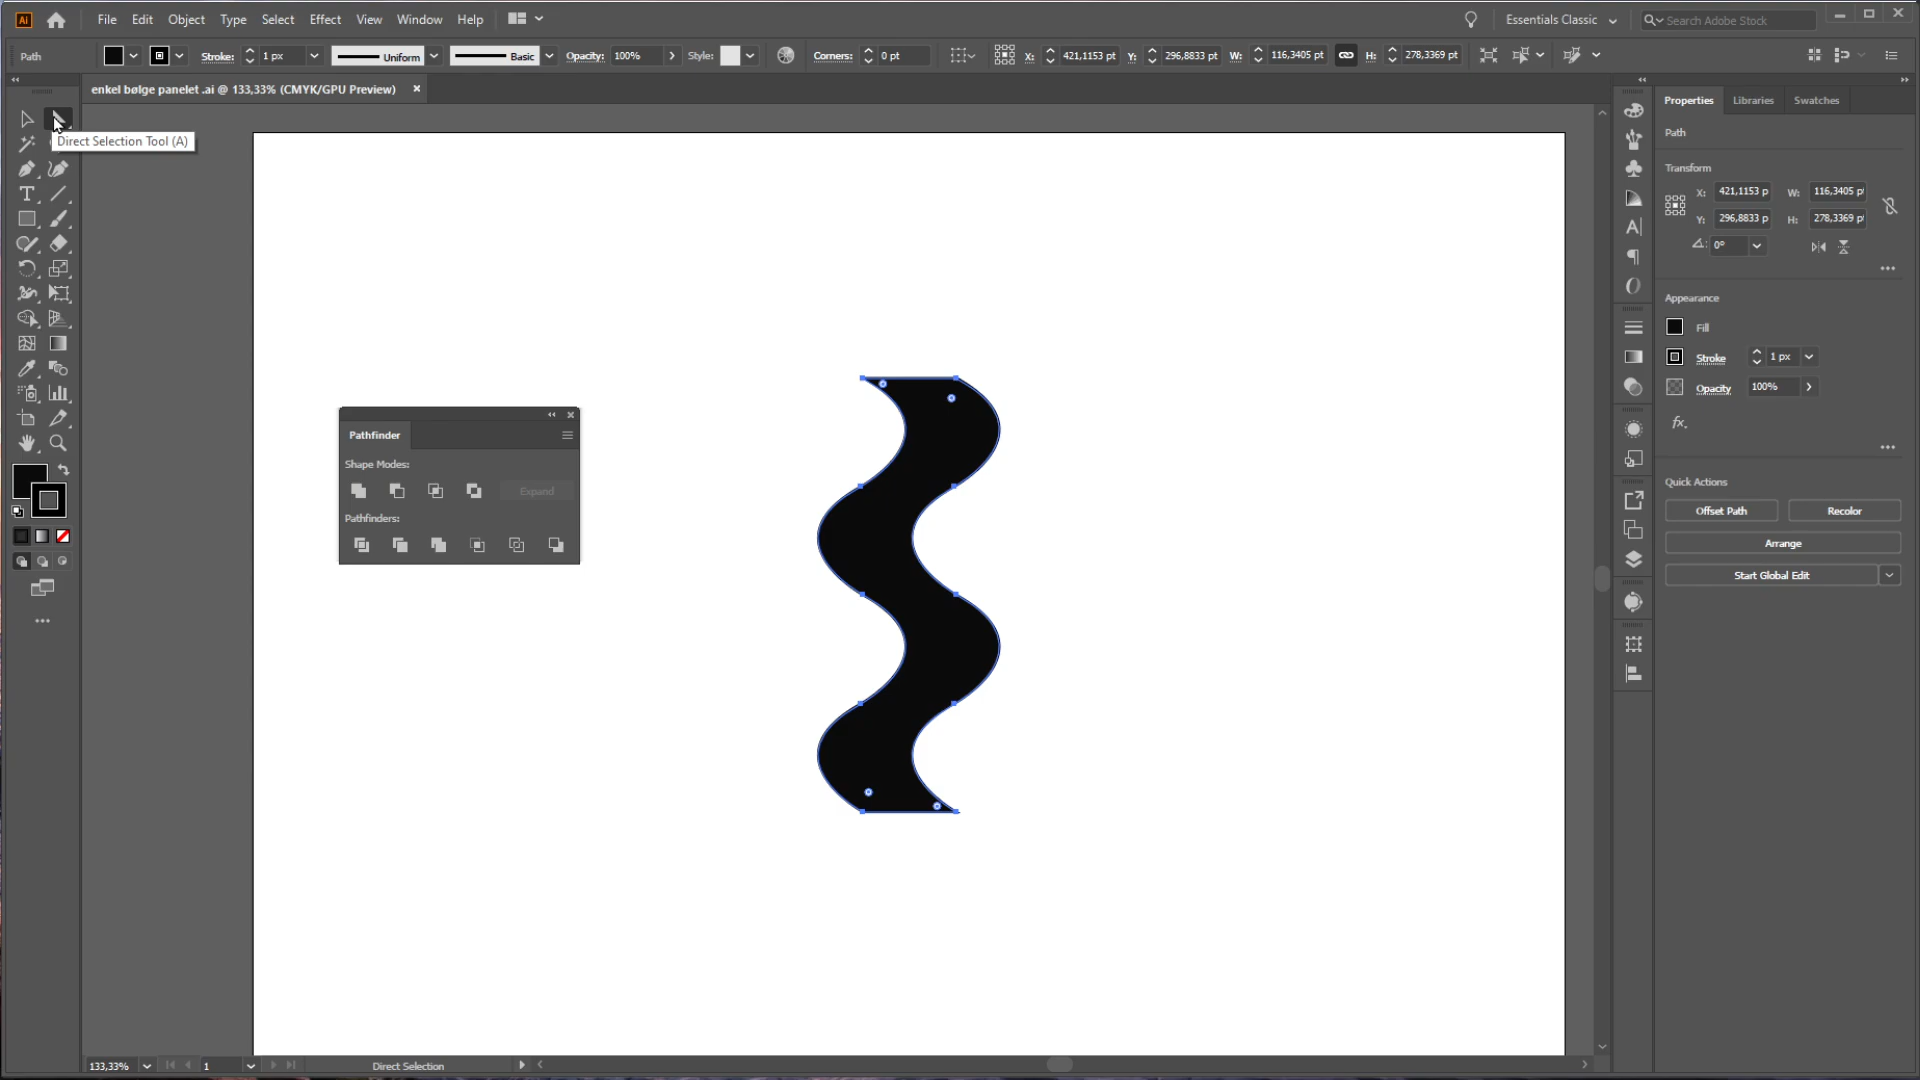 Ai File Edit Object Type Select Effect View Window Help Essentials Classic Search Adobe Stock
Path Stroke: 1 px Uniform Basic Opacity: 100% Style: Corners: 0 pt X: 421,1153 pt Y: 296,8833 pt W: 116,3405 pt H: 278,3369 pt
enkel bølge panelet .ai @ 133,33% (CMYK/GPU Preview)
Direct Selection Tool (A)
Properties Libraries Swatches
Path
Transform
X: 421,1153 p W: 116,3405 p
Y: 296,8833 p H: 278,3369 p
0°
Appearance
Fill
Stroke 1 px
Opacity 100%
fx.
Quick Actions
Offset Path Recolor
Arrange
Start Global Edit
Pathfinder
Shape Modes:
Expand
Pathfinders:
133,33% 1 Direct Selection